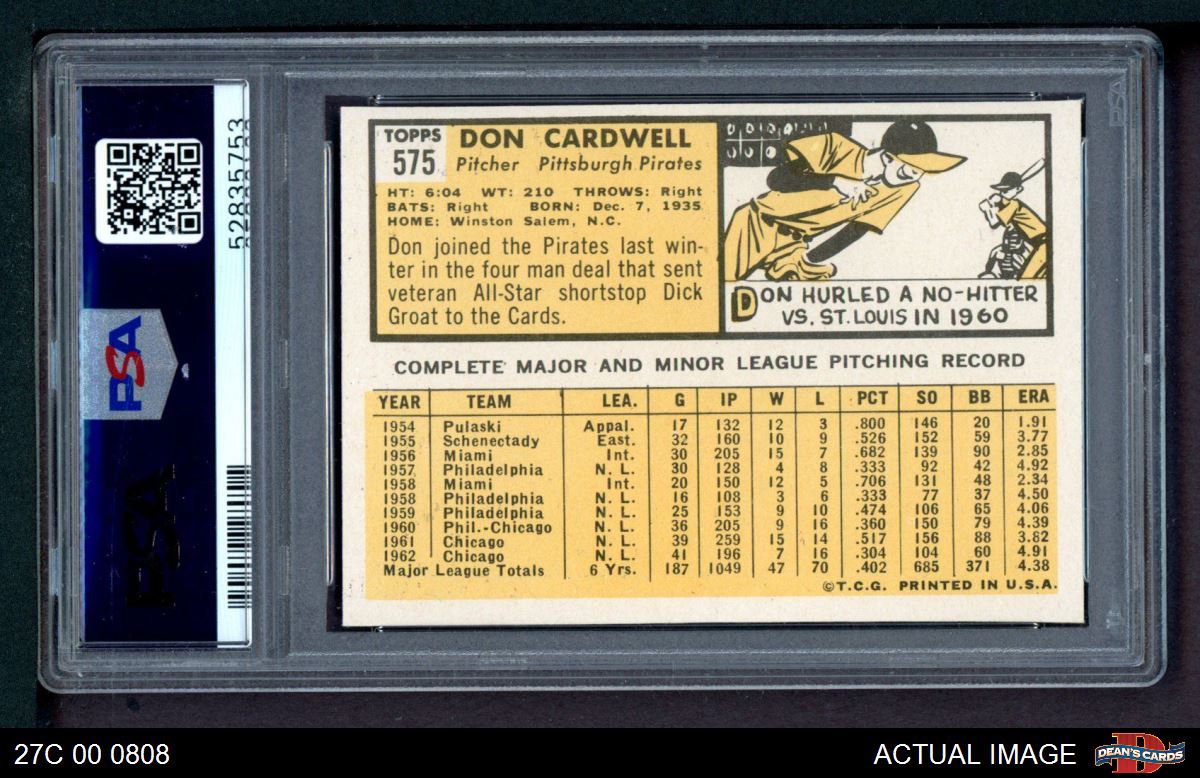 52835753
PSA
PSA
TOPPS
575
DON CARDWELL
Pitcher Pittsburgh Pirates
HT: 6:04 WT: 210 THROWS: Right
BATS: Right BORN: Dec. 7, 1935
HOME: Winston Salem, N.C.
Don joined the Pirates last win-
ter in the four man deal that sent
veteran All-Star shortstop Dick
Groat to the Cards.
DON HURLED A NO-HITTER
VS. ST. LOUIS IN 1960
COMPLETE MAJOR AND MINOR LEAGUE PITCHING RECORD
YEAR TEAM LEA. G IP W L PCT SO BB ERA
1954 Pulaski Appal. 17 132 12 3 .800 146 20 1.91
1955 Schenectady East. 32 160 10 9 .526 152 59 3.77
1956 Miami Int. 30 205 15 7 .682 139 90 2.85
1957 Philadelphia N. L. 30 128 4 8 .333 92 42 4.92
1958 Miami Int. 20 150 12 5 .706 131 48 2.34
1958 Philadelphia N. L. 16 108 3 6 .333 77 37 4.50
1959 Philadelphia N. L. 25 153 9 10 .474 106 65 4.06
1960 Phil.-Chicago N. L. 36 205 9 16 .360 150 79 4.39
1961 Chicago N. L. 39 259 15 14 .517 156 88 3.82
1962 Chicago N. L. 41 196 7 16 .304 104 60 4.91
Major League Totals 6 Yrs. 187 1049 47 70 .402 685 371 4.38
©T.C.G. PRINTED IN U.S.A.
27C 00 0808
ACTUAL IMAGE
DEAN'S CARDS